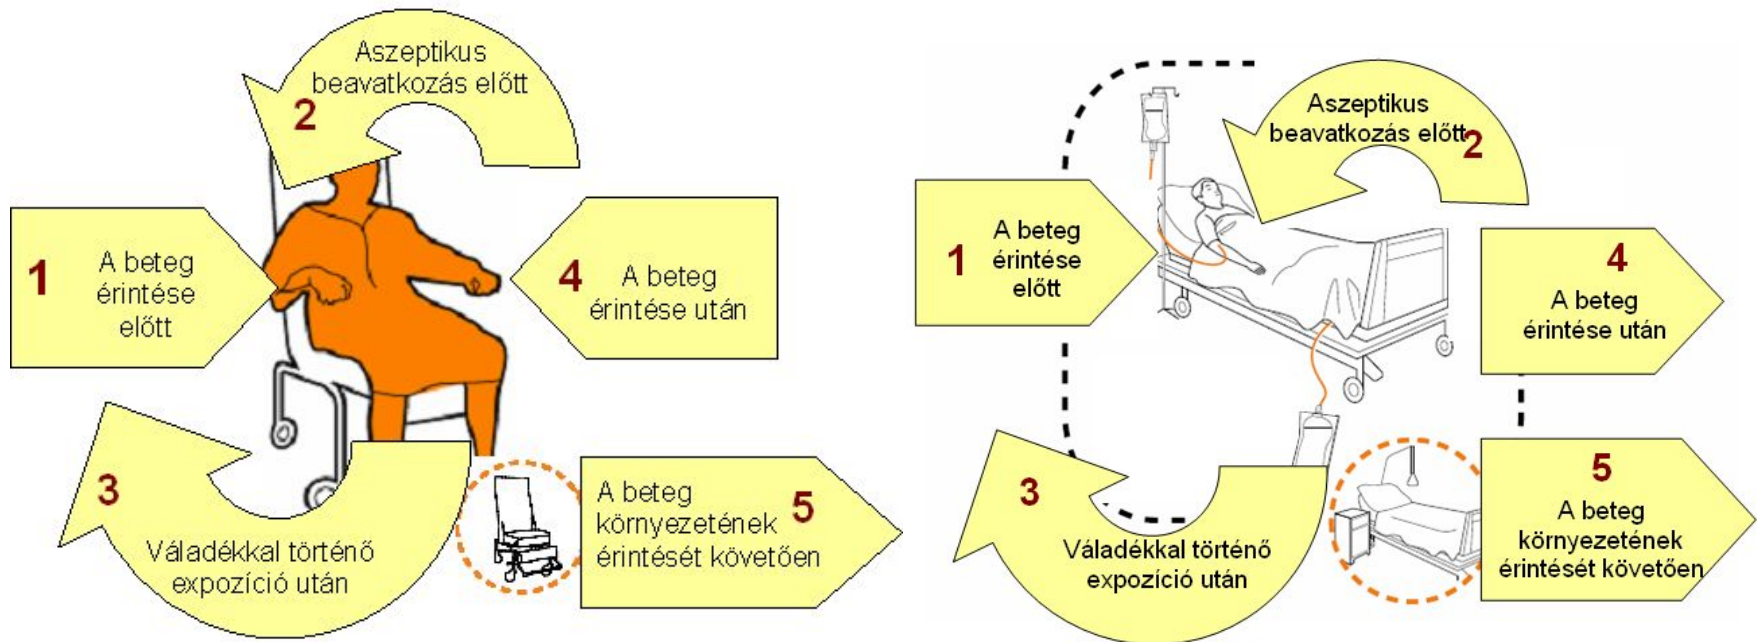 Aszeptikus
beavatkozás előtt
2
1
A beteg
érintése
előtt
4
A beteg
érintése után
3
Váladékkal történő
expozíció után
A beteg
környezetének
érintését követően
5
Aszeptikus
beavatkozás előtt
2
1
A beteg
érintése
előtt
4
A beteg
érintése után
3
Váladékkal történő
expozíció után
5
A beteg
környezetének
érintését követően